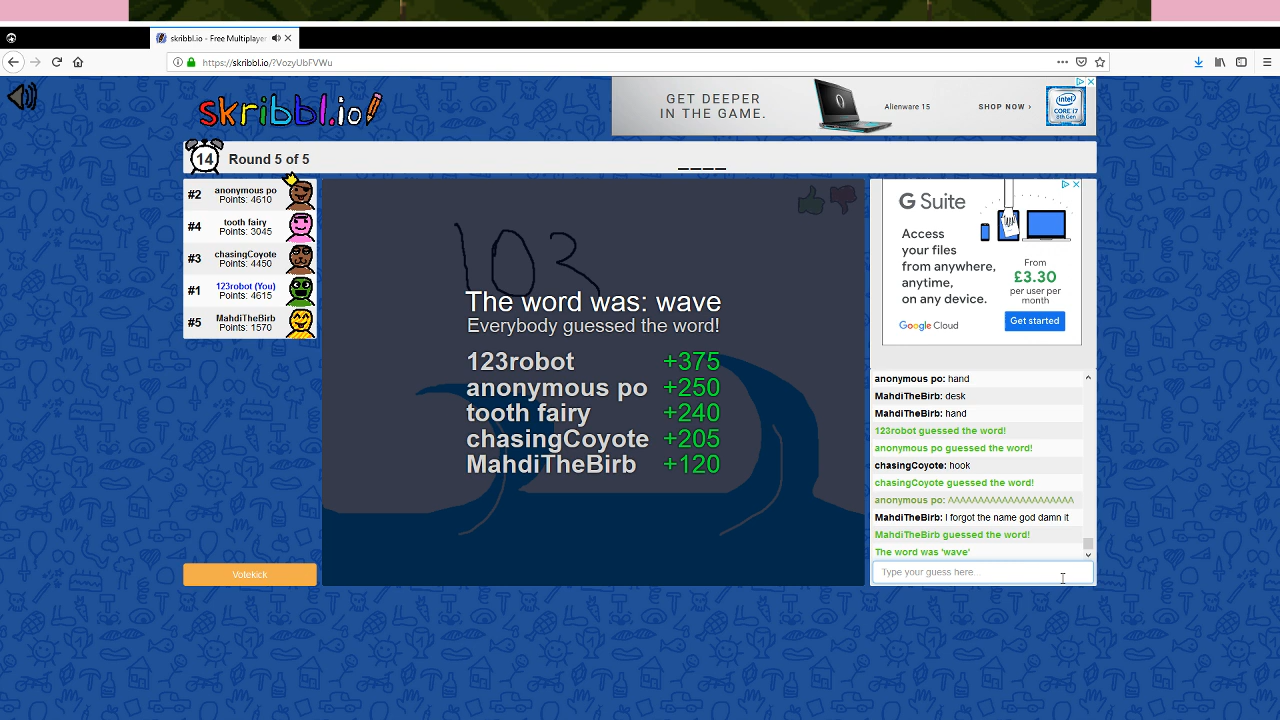 skribbl.io - Free Multiplayer
https://skribbl.io/?VozyUbFVWu
skribbl.io
GET DEEPER
IN THE GAME.
Alienware 15
SHOP NOW ›
intel
CORE i7
8th Gen
14
Round 5 of 5
____
#2
anonymous po
Points: 4610
#4
tooth fairy
Points: 3045
#3
chasingCoyote
Points: 4450
#1
123robot (You)
Points: 4615
#5
MahdiTheBirb
Points: 1570
Votekick
103
The word was: wave
Everybody guessed the word!
123robot +375
anonymous po +250
tooth fairy +240
chasingCoyote +205
MahdiTheBirb +120
G Suite
Access
your files
from anywhere,
anytime,
on any device.
From
£3.30
per user per
month
Google Cloud
Get started
anonymous po: hand
MahdiTheBirb: desk
MahdiTheBirb: hand
123robot guessed the word!
anonymous po guessed the word!
chasingCoyote: hook
chasingCoyote guessed the word!
anonymous po: AAAAAAAAAAAAAAAAAAAAA
MahdiTheBirb: I forgot the name god damn it
MahdiTheBirb guessed the word!
The word was 'wave'
Type your guess here...